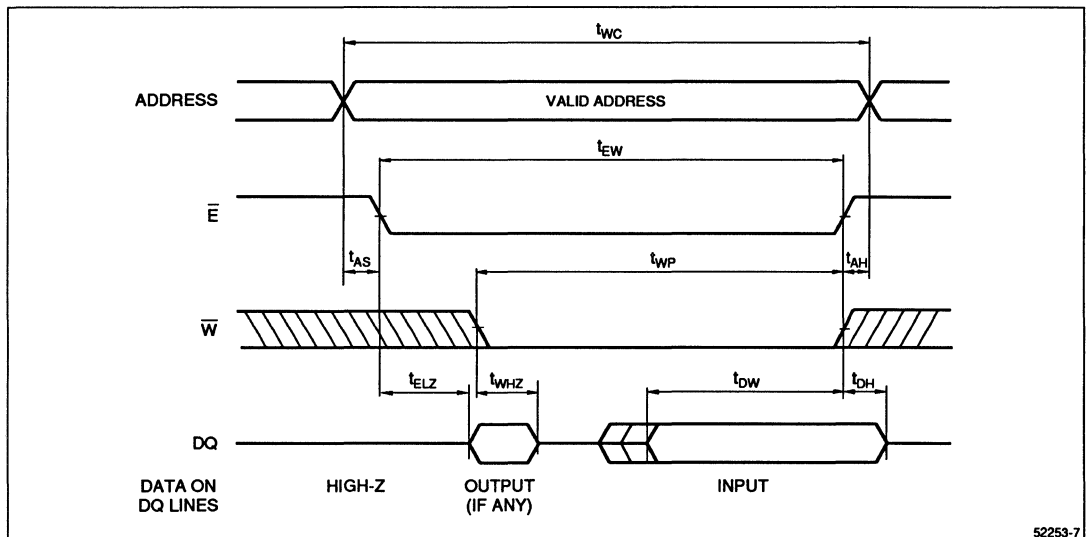 tWC
ADDRESS VALID ADDRESS
tEW
E̅
tAS tWP tAH
W̅
tELZ tWHZ tDW tDH
DQ
DATA ON HIGH-Z OUTPUT INPUT
DQ LINES (IF ANY)
52253-7